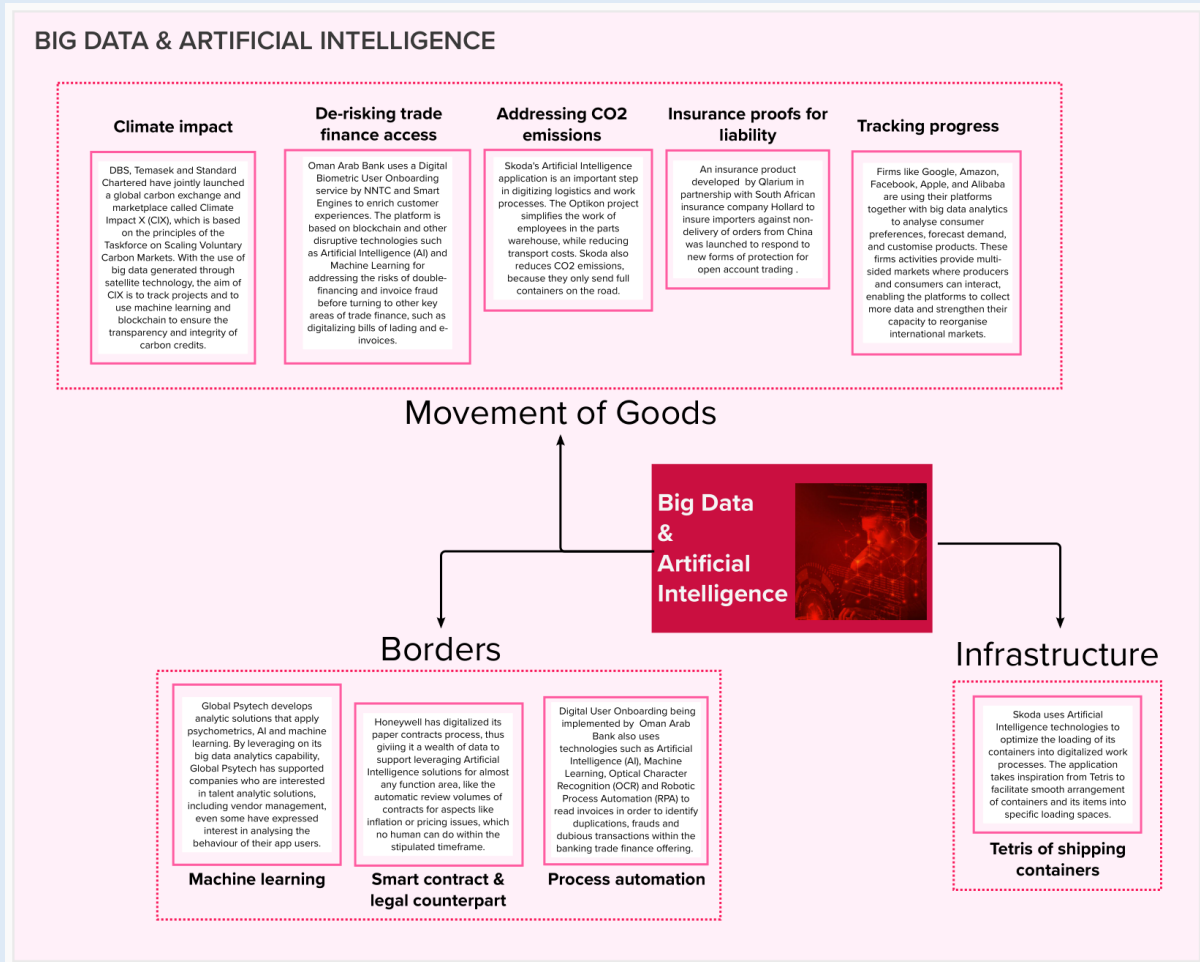 BIG DATA & ARTIFICIAL INTELLIGENCE
Climate impact
DBS, Temasek and Standard
Chartered have jointly launched
a global carbon exchange and
marketplace called Climate
Impact X (CIX), which is based
on the principles of the
Taskforce on Scaling Voluntary
Carbon Markets. With the use of
big data generated through
satellite technology, the aim of
CIX is to track projects and to
use machine learning and
blockchain to ensure the
transparency and integrity of
carbon credits.
De-risking trade
finance access
Oman Arab Bank uses a Digital
Biometric User Onboarding
service by NNTC and Smart
Engines to enrich customer
experiences. The platform is
based on blockchain and other
disruptive technologies such
as Artificial Intelligence (AI) and
Machine Learning for
addressing the risks of double-
financing and invoice fraud
before turning to other key
areas of trade finance, such as
digitalizing bills of lading and e-
invoices.
Addressing CO2
emissions
Skoda's Artificial Intelligence
application is an important step
in digitizing logistics and work
processes. The Optikon project
simplifies the work of
employees in the parts
warehouse, while reducing
transport costs. Skoda also
reduces CO2 emissions,
because they only send full
containers on the road.
Insurance proofs for
liability
An insurance product
developed by Qlarium in
partnership with South African
insurance company Hollard to
insure importers against non-
delivery of orders from China
was launched to respond to
new forms of protection for
open account trading .
Tracking progress
Firms like Google, Amazon,
Facebook, Apple, and Alibaba
are using their platforms
together with big data analytics
to analyse consumer
preferences, forecast demand,
and customise products. These
firms activities provide multi-
sided markets where producers
and consumers can interact,
enabling the platforms to collect
more data and strengthen their
capacity to reorganise
international markets.
Movement of Goods
Big Data
&
Artificial
Intelligence
Borders
Global Psytech develops
analytic solutions that apply
psychometrics, AI and machine
learning. By leveraging on its
big data analytics capability,
Global Psytech has supported
companies who are interested
in talent analytic solutions,
including vendor management,
even some have expressed
interest in analysing the
behaviour of their app users.
Machine learning
Honeywell has digitalized its
paper contracts process, thus
giviing it a wealth of data to
support leveraging Artificial
Intelligence solutions for almost
any function area, like the
automatic review volumes of
contracts for aspects like
inflation or pricing issues, which
no human can do within the
stipulated timeframe.
Smart contract &
legal counterpart
Digital User Onboarding being
implemented by Oman Arab
Bank also uses
technologies such as Artificial
Intelligence (AI), Machine
Learning, Optical Character
Recognition (OCR) and Robotic
Process Automation (RPA) to
read invoices in order to identify
duplications, frauds and
dubious transactions within the
banking trade finance offering.
Process automation
Infrastructure
Skoda uses Artificial
Intelligence technologies to
optimize the loading of its
containers into digitalized work
processes. The application
takes inspiration from Tetris to
facilitate smooth arrangement
of containers and its items into
specific loading spaces.
Tetris of shipping
containers